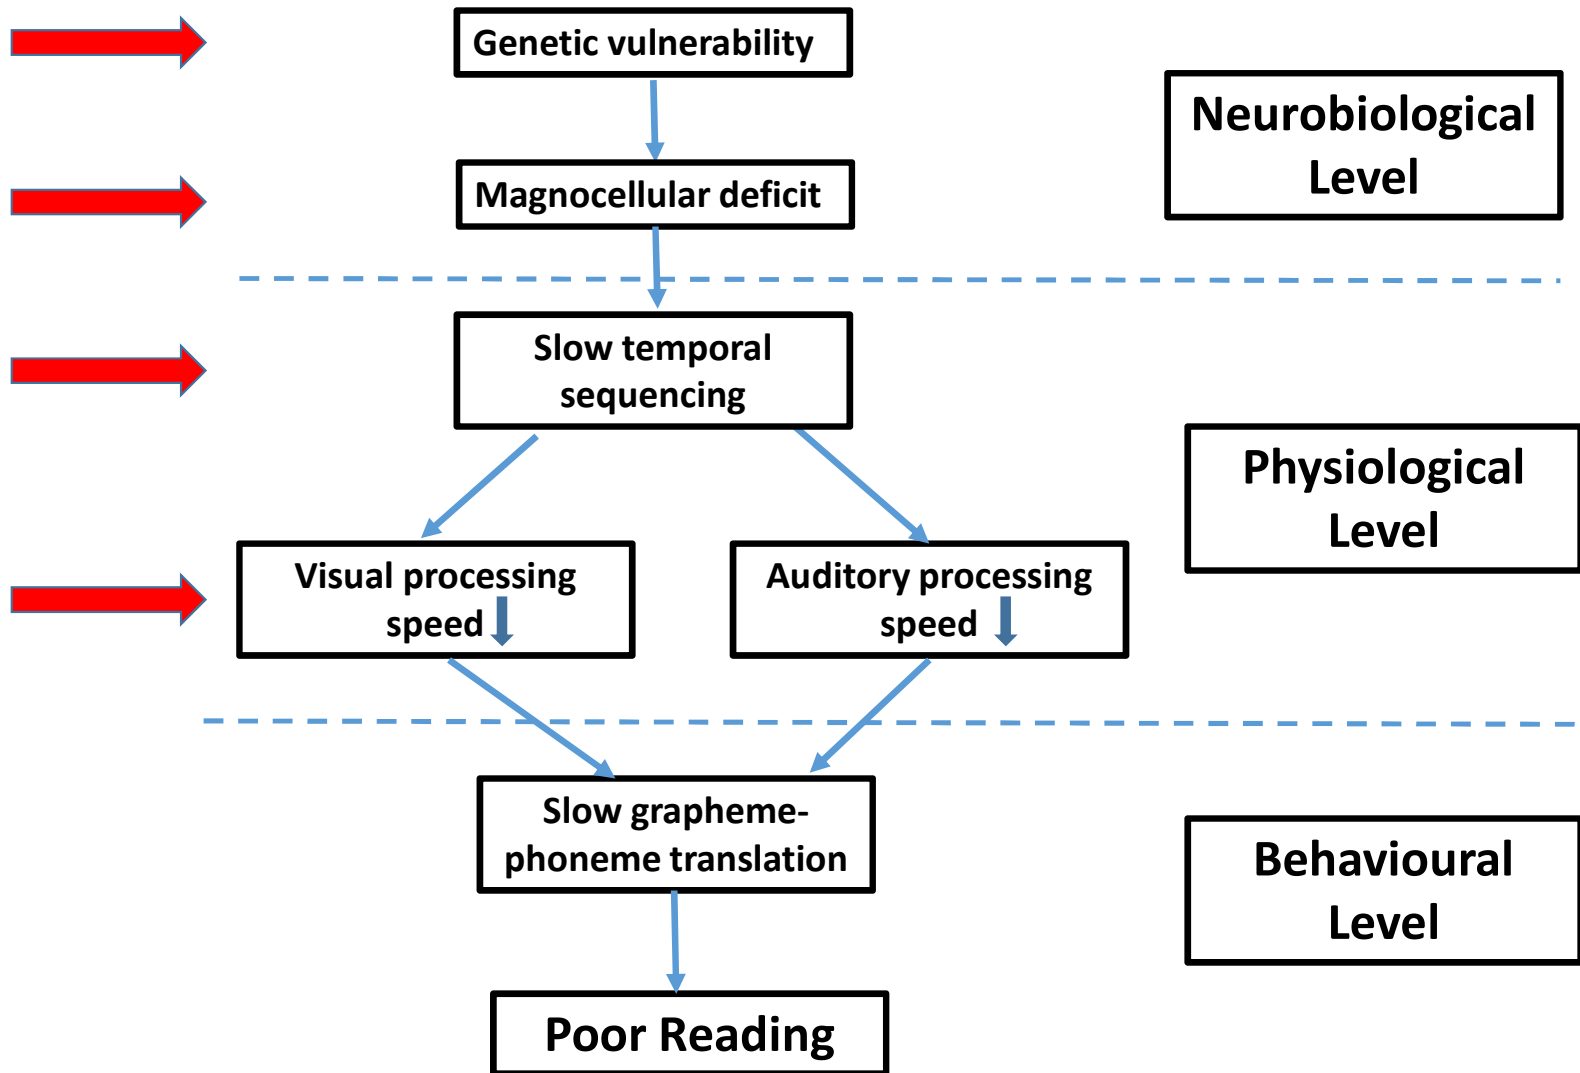 Genetic vulnerability
Neurobiological
Level
Magnocellular deficit
Slow temporal
sequencing
Physiological
Level
Visual processing
speed
Auditory processing
speed
Slow grapheme-
phoneme translation
Behavioural
Level
Poor Reading